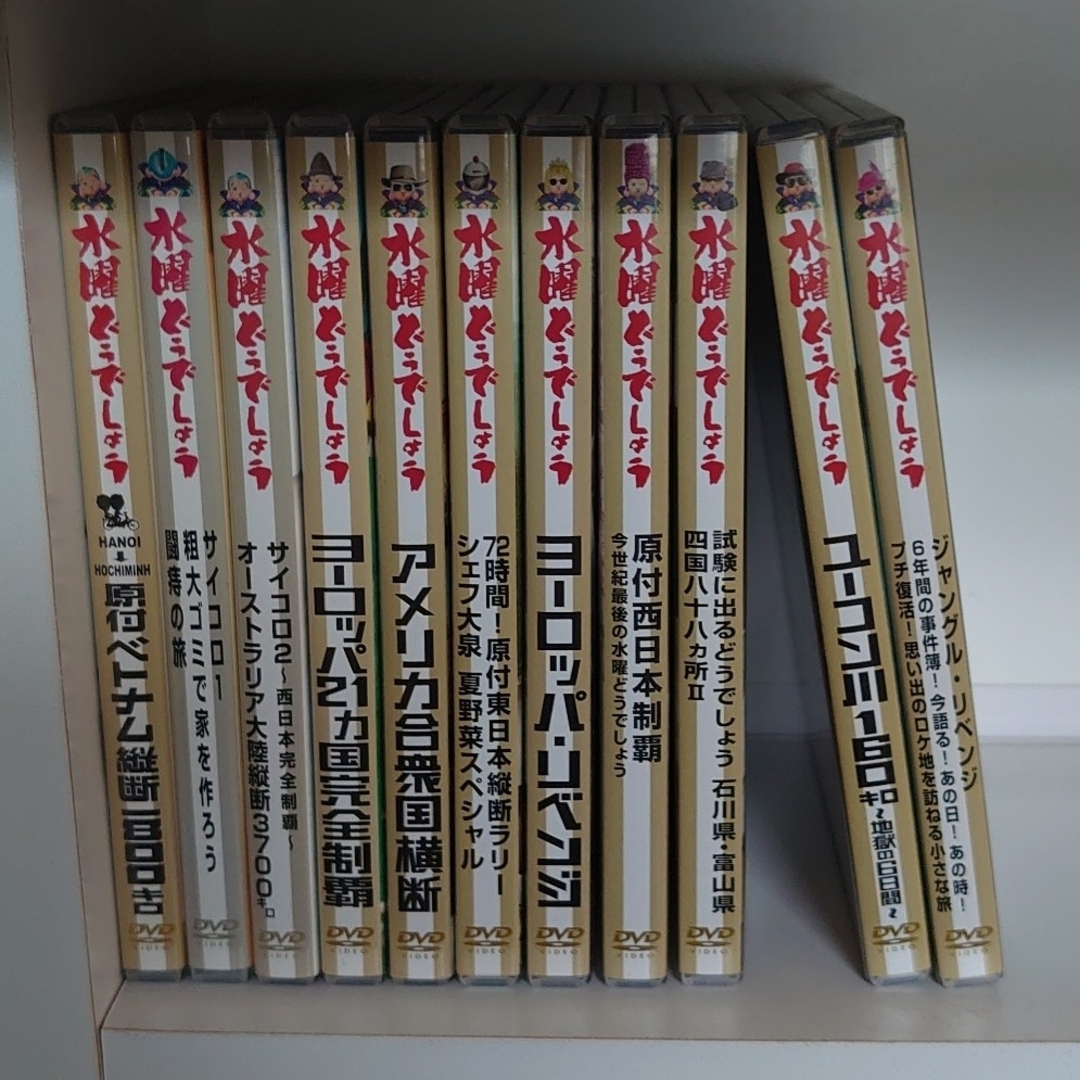 水曜どうでしょう
HANOI
HOCHIMINH
原付ベトナム縦断1800キロ
DVD
VIDEO
水曜どうでしょう
サイコロ1
粗大ゴミで家を作ろう
闘痔の旅
DVD
VIDEO
水曜どうでしょう
サイコロ2～西日本完全制覇～
オーストラリア大陸縦断3700キロ
DVD
VIDEO
水曜どうでしょう
ヨーロッパ21カ国完全制覇
DVD
VIDEO
水曜どうでしょう
アメリカ合衆国横断
DVD
VIDEO
水曜どうでしょう
72時間！原付東日本縦断ラリー
シェフ大泉 夏野菜スペシャル
DVD
VIDEO
水曜どうでしょう
ヨーロッパ・リベンジ
DVD
VIDEO
水曜どうでしょう
原付西日本制覇
今世紀最後の水曜どうでしょう
DVD
VIDEO
水曜どうでしょう
試験に出るどうでしょう 石川県・富山県
四国八十八ヵ所II
DVD
VIDEO
水曜どうでしょう
ユーコン川160キロ～地獄の6日間～
DVD
VIDEO
水曜どうでしょう
ジャングル・リベンジ
6年間の事件簿！今語る！あの日！あの時！
プチ復活！思い出のロケ地を訪ねる小さな旅
DVD
VIDEO